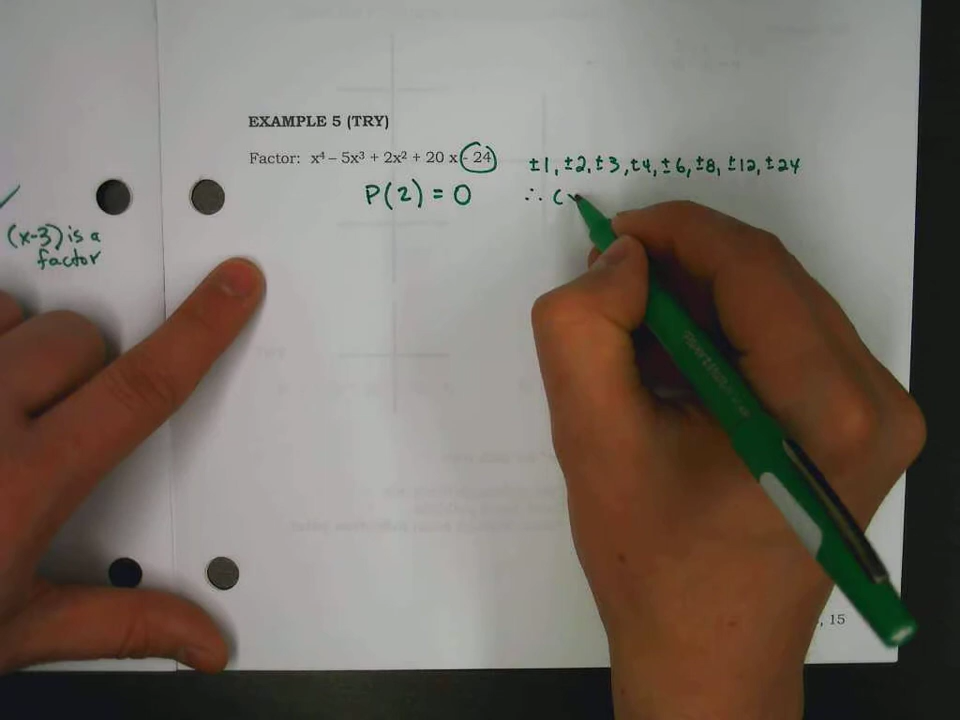 EXAMPLE 5 (TRY)
Factor: x⁴ – 5x³ + 2x² + 20 x - 24
±1, ±2, ±3, ±4, ±6, ±8, ±12, ±24
P(2) = 0
∴ (x
(x-3) is a
factor
, 15